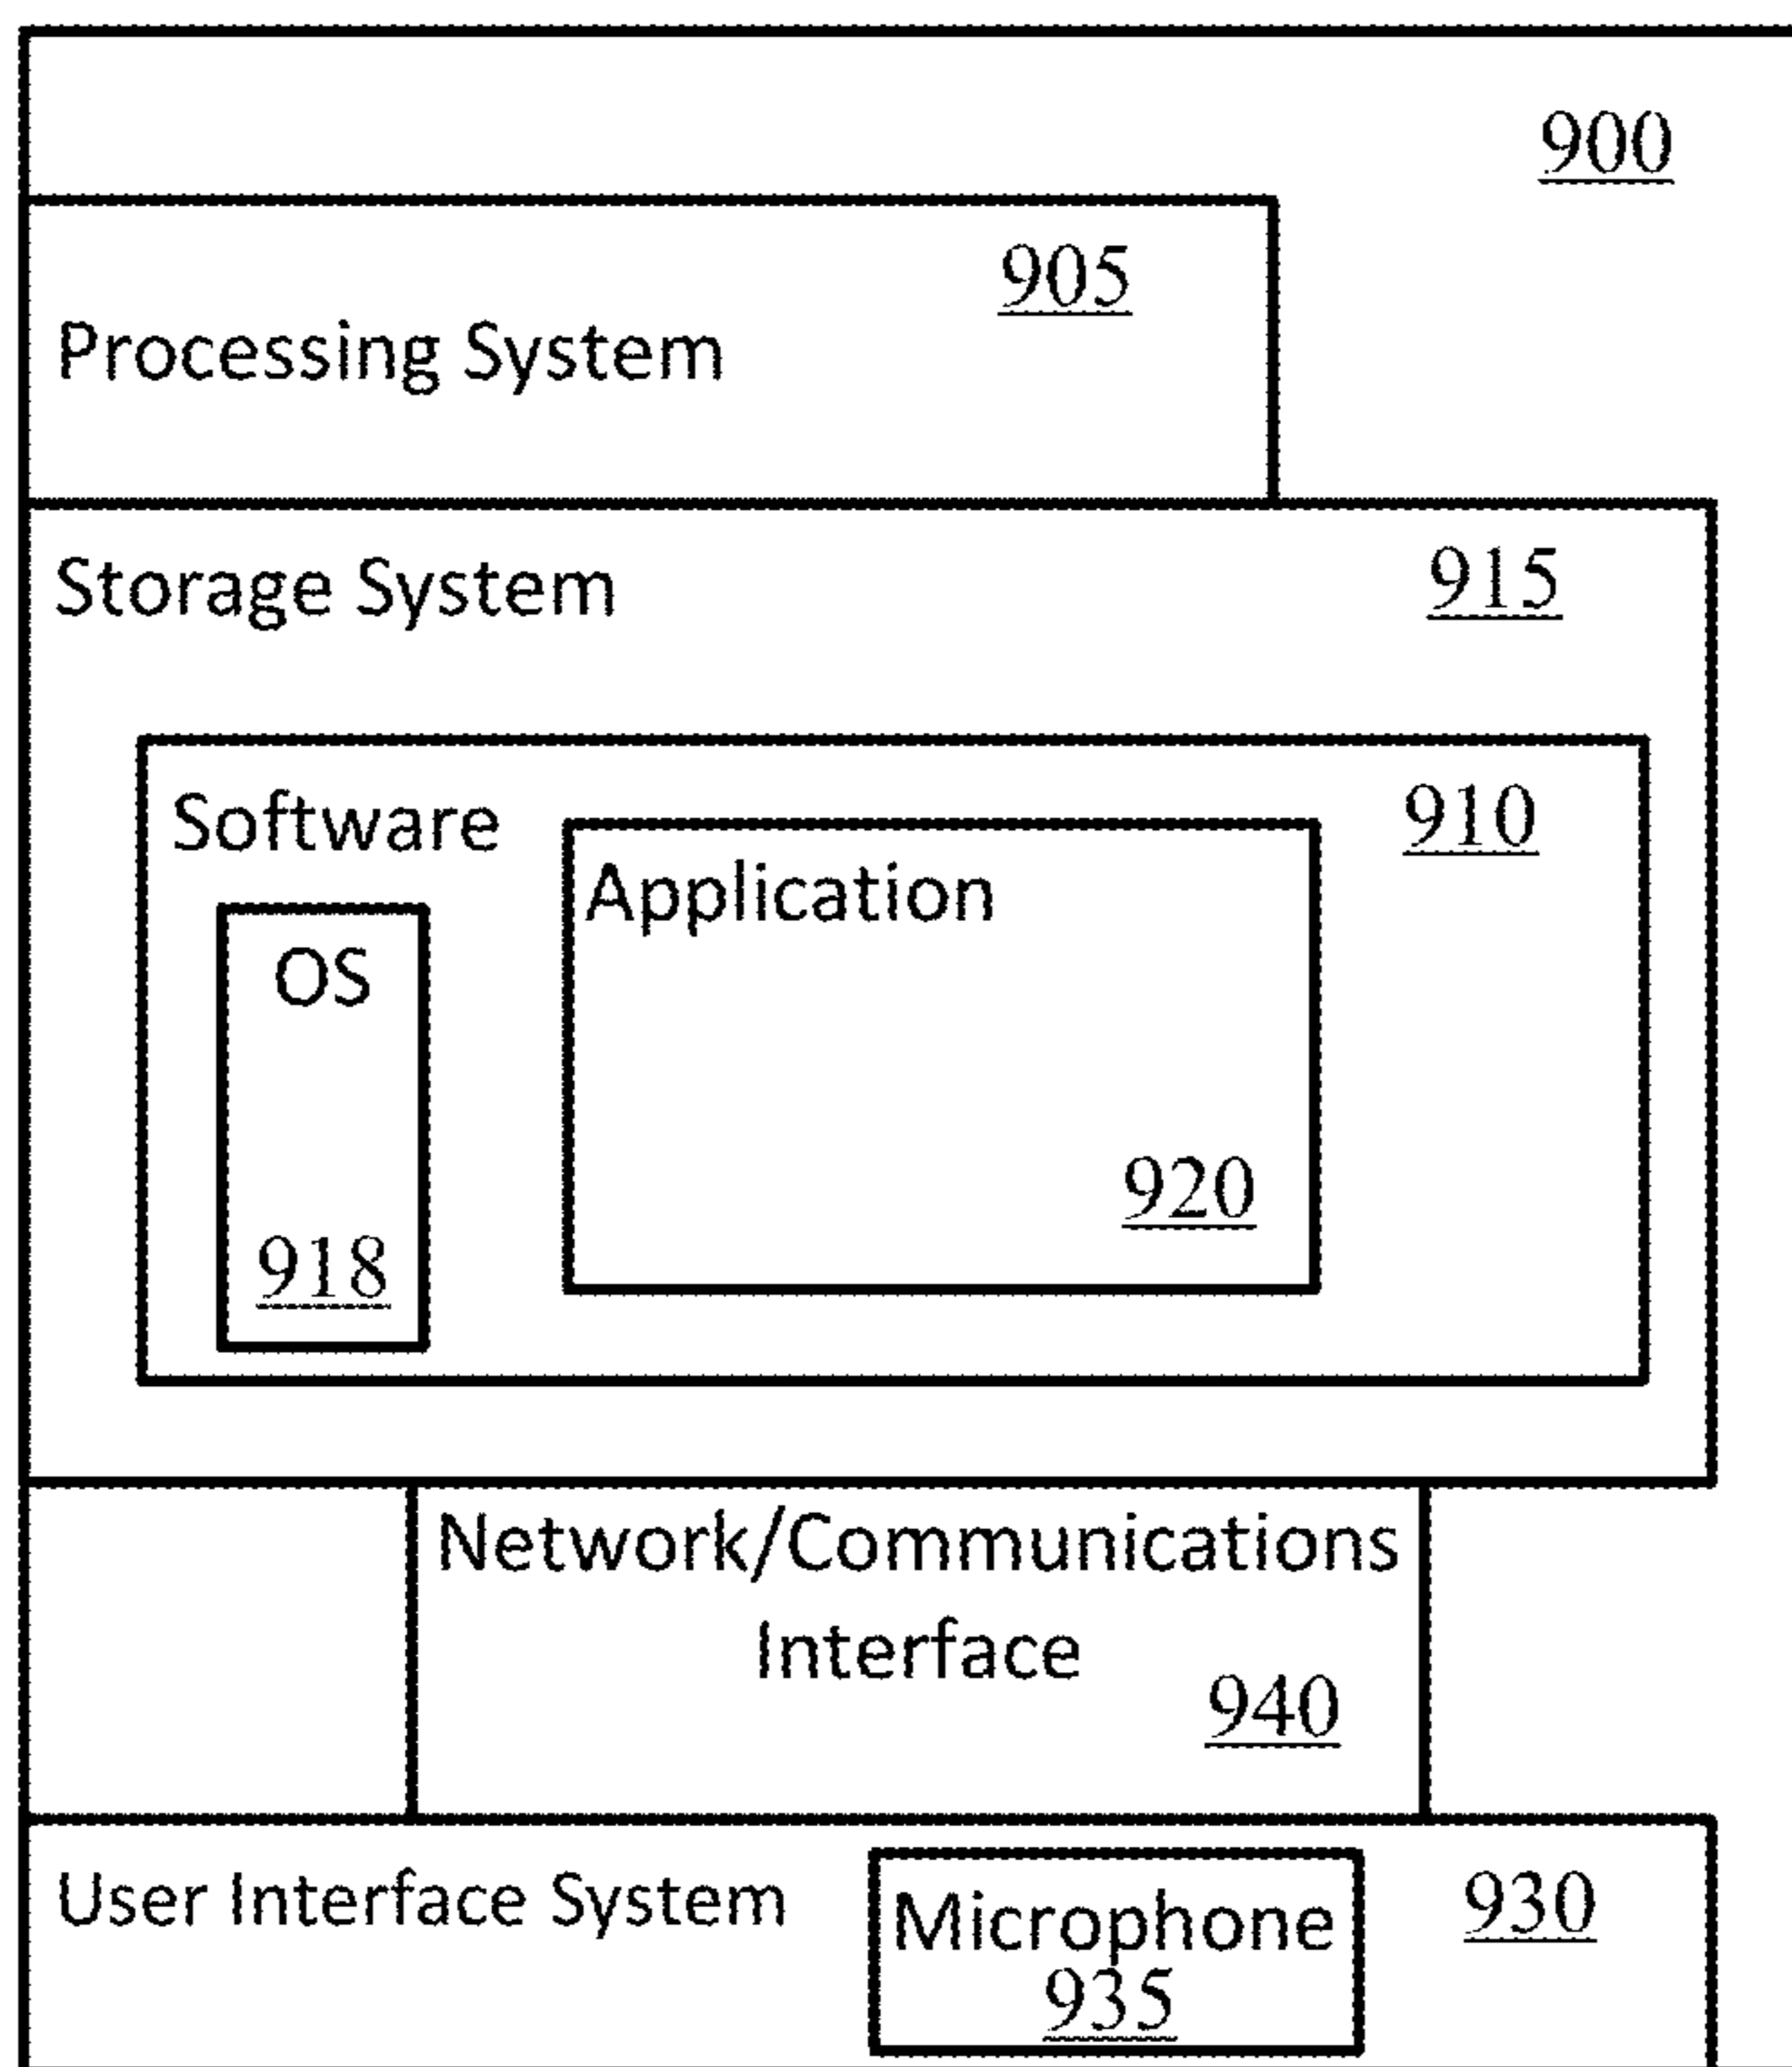 900
905
Processing System
Storage System 915
Software 910
Application
OS
920
918
Network/Communications
Interface
940
User Interface System Microphone 930
935